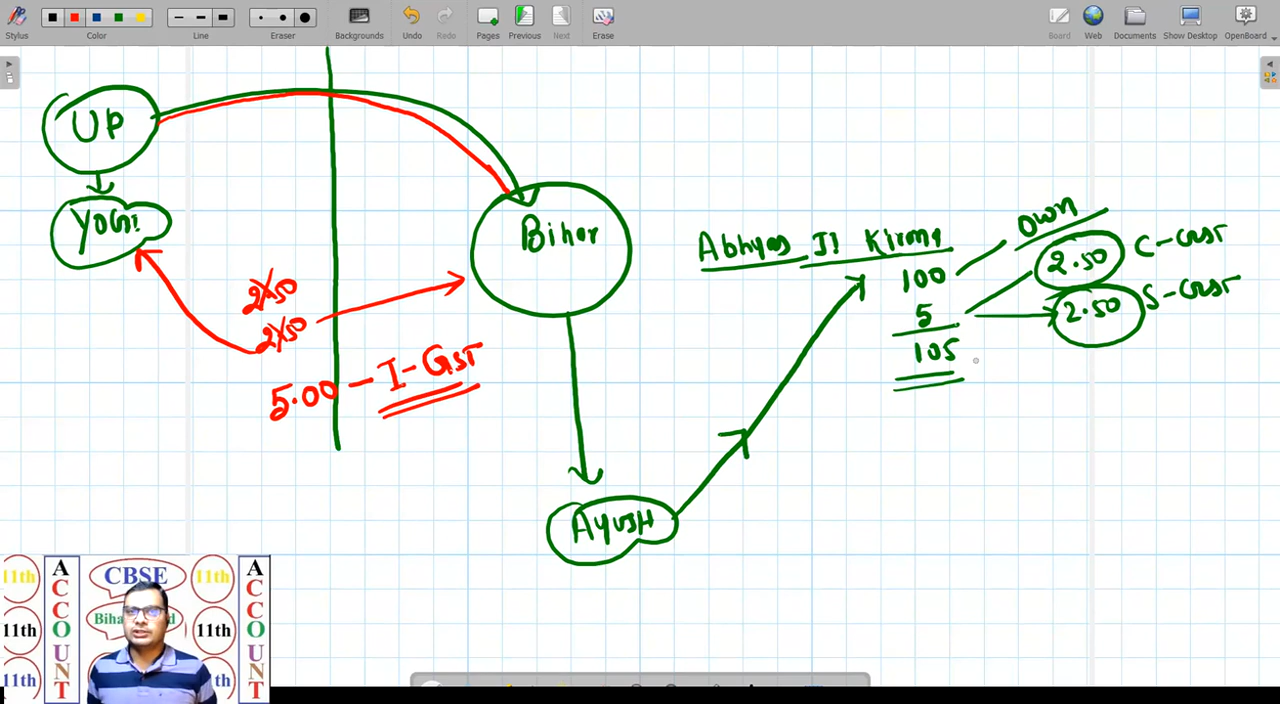 Stylus
Color
Line
Eraser
Backgrounds
Undo
Redo
Pages
Previous
Next
Erase
Board
Web
Documents
Show Desktop
OpenBoard
UP
YOGI
Bihar
2.50
2.50
5.00 - I-GST
AYUSH
Abhyas Ji Kirana
100
5
105
OWN
2.50 C-GST
2.50 S-GST
11th
11th
11th
ACCOUNT
CBSE
11th
11th
ACCOUNT